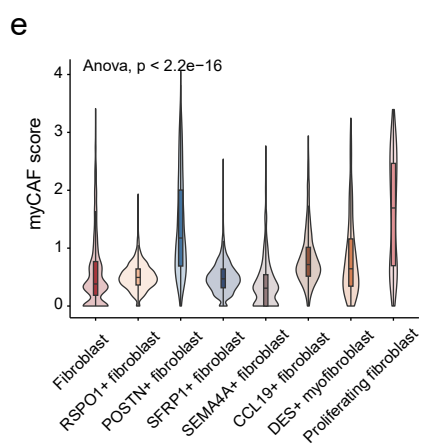 e
Anova, p < 2.2e−16
myCAF score
4
3
2
1
0
Fibroblast
RSPO1+ fibroblast
POSTN+ fibroblast
SFRP1+ fibroblast
SEMA4A+ fibroblast
CCL19+ fibroblast
DES+ myofibroblast
Proliferating fibroblast